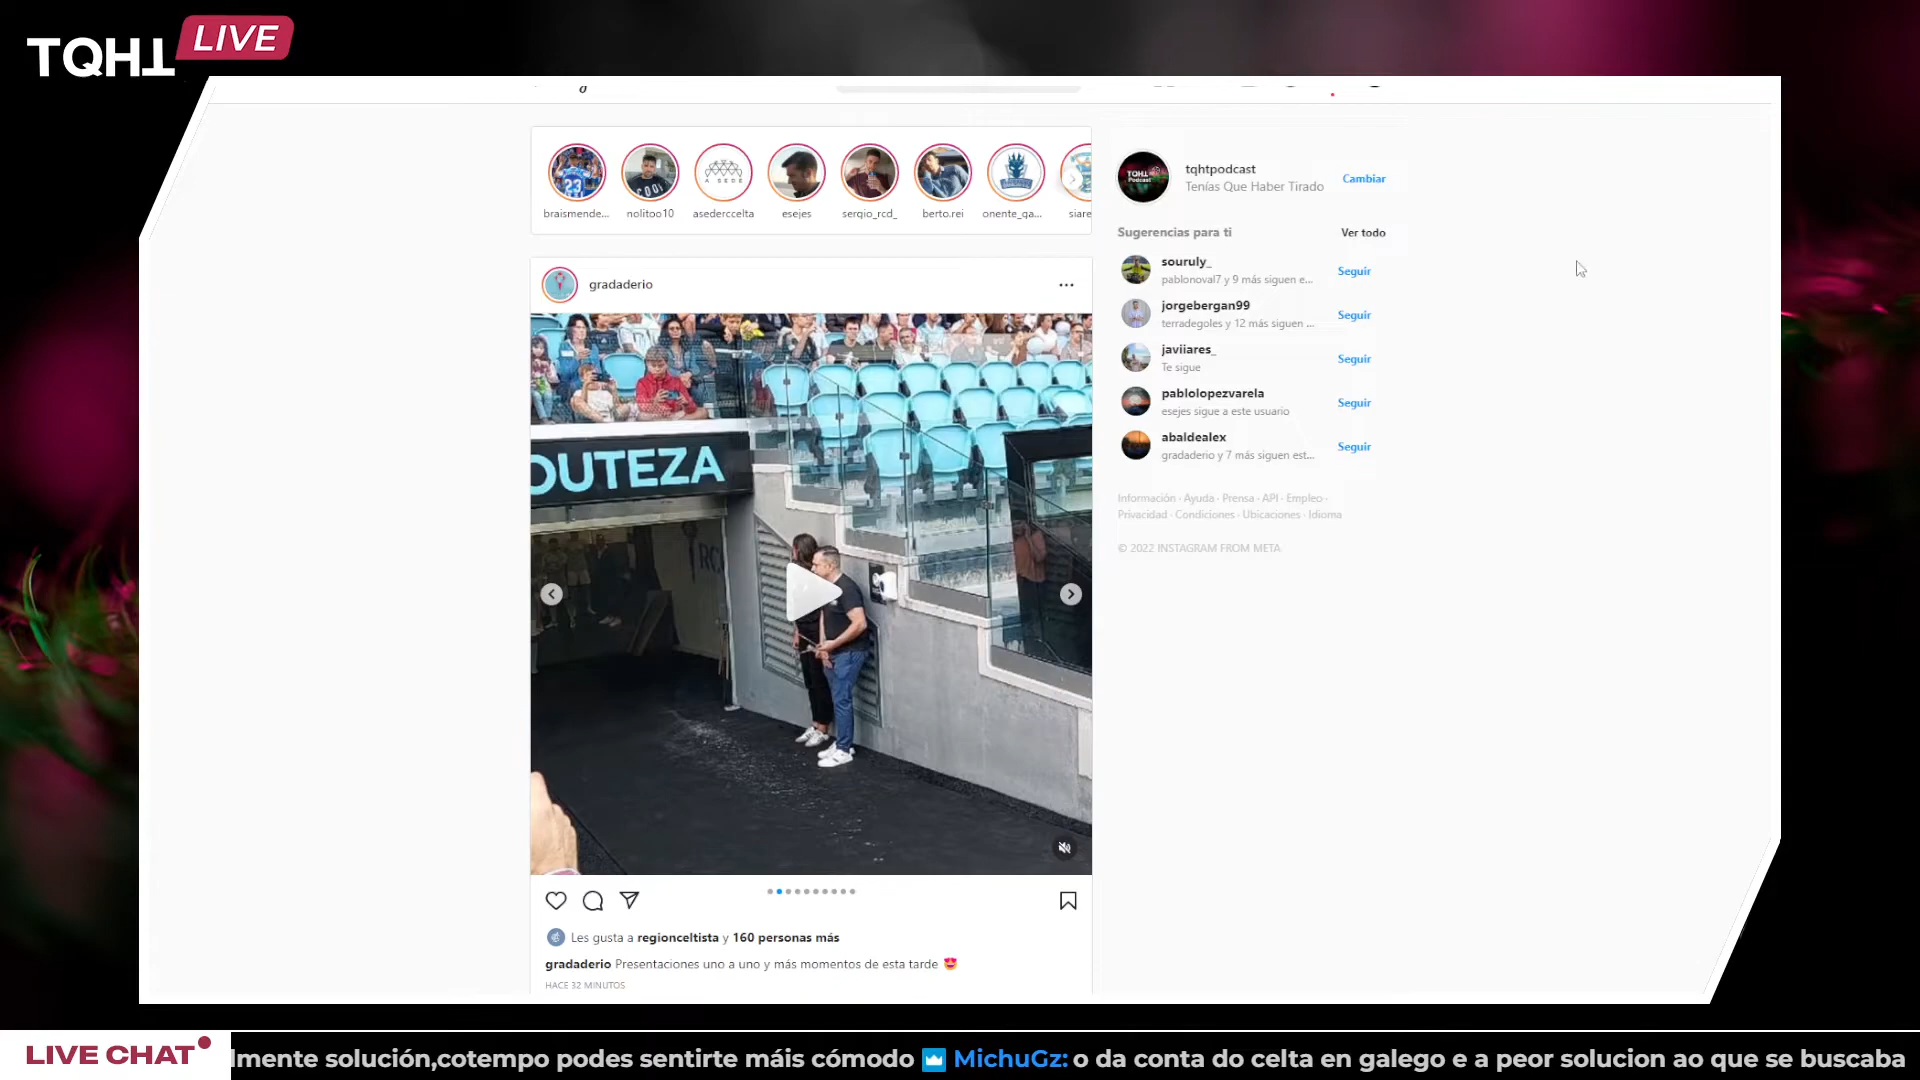 TQHT LIVE
braismende... nolitoo10 asederccelta esejes sergio_rcd_ berto.rei onente_ga... siare
tqhtpodcast
Tenías Que Haber Tirado
Cambiar
Sugerencias para ti Ver todo
souruly_
pablonoval7 y 9 más siguen e...
Seguir
jorgebergan99
terradegoles y 12 más siguen ...
Seguir
javiiares_
Te sigue
Seguir
pablolopezvarela
esejes sigue a este usuario
Seguir
abaldealex
gradaderio y 7 más siguen est...
Seguir
Información · Ayuda · Prensa · API · Empleo ·
Privacidad · Condiciones · Ubicaciones · Idioma
© 2022 INSTAGRAM FROM META
gradaderio
OUTEZA
RC
Les gusta a regionceltista y 160 personas más
gradaderio Presentaciones uno a uno y más momentos de esta tarde 😍
HACE 32 MINUTOS
LIVE CHAT
lmente solución,cotempo podes sentirte máis cómodo MichuGz: o da conta do celta en galego e a peor solucion ao que se buscaba